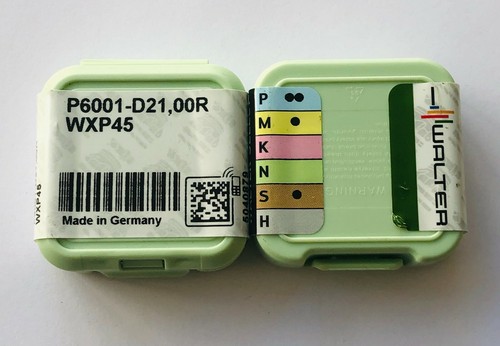 P6001-D21,00R
WXP45
WXP45
Made in Germany
P
M
K
N
S
H
WALTER